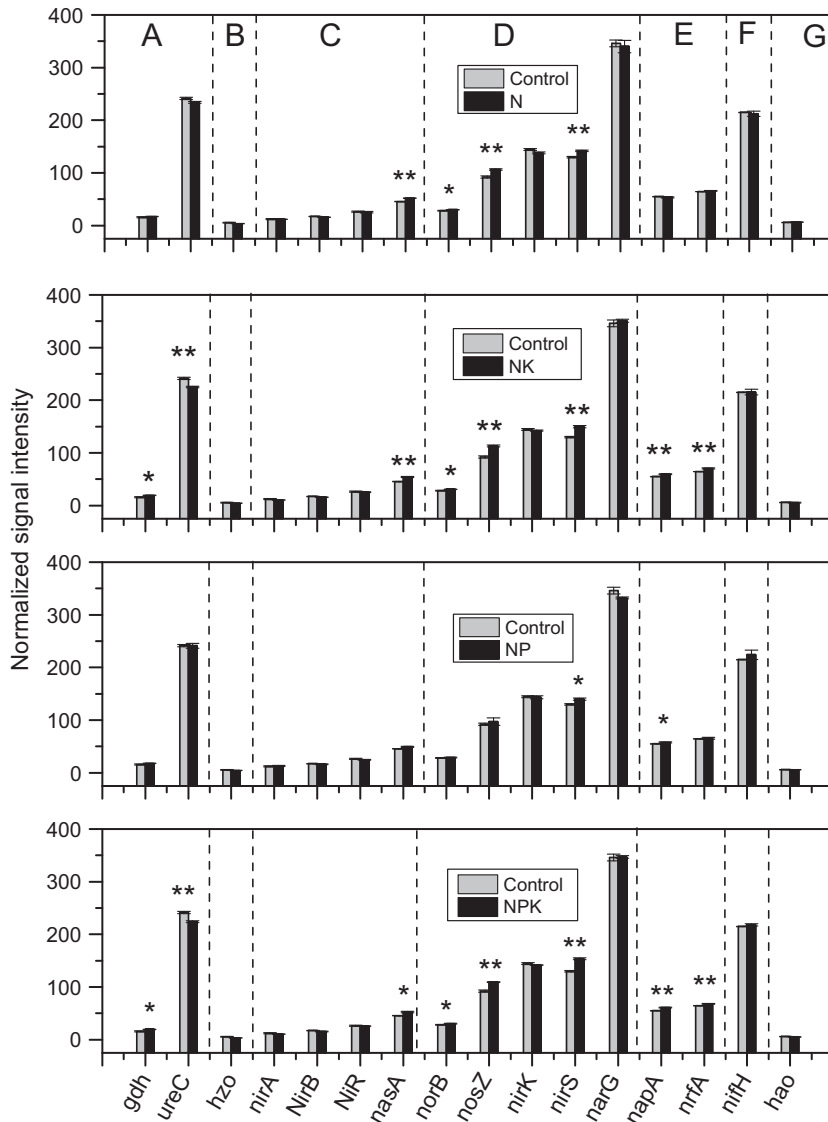 A B C D E F G
Normalized signal intensity
400
300
200
100
0
Control
N
** * ** **
400
300
200
100
0
Control
NK
* ** ** * ** ** ** **
400
300
200
100
0
Control
NP
* *
400
300
200
100
0
Control
NPK
* ** * * ** ** ** **
gdh ureC hzo nirA NirB NiR nasA norB nosZ nirK nirS narG napA nrfA nifH hao